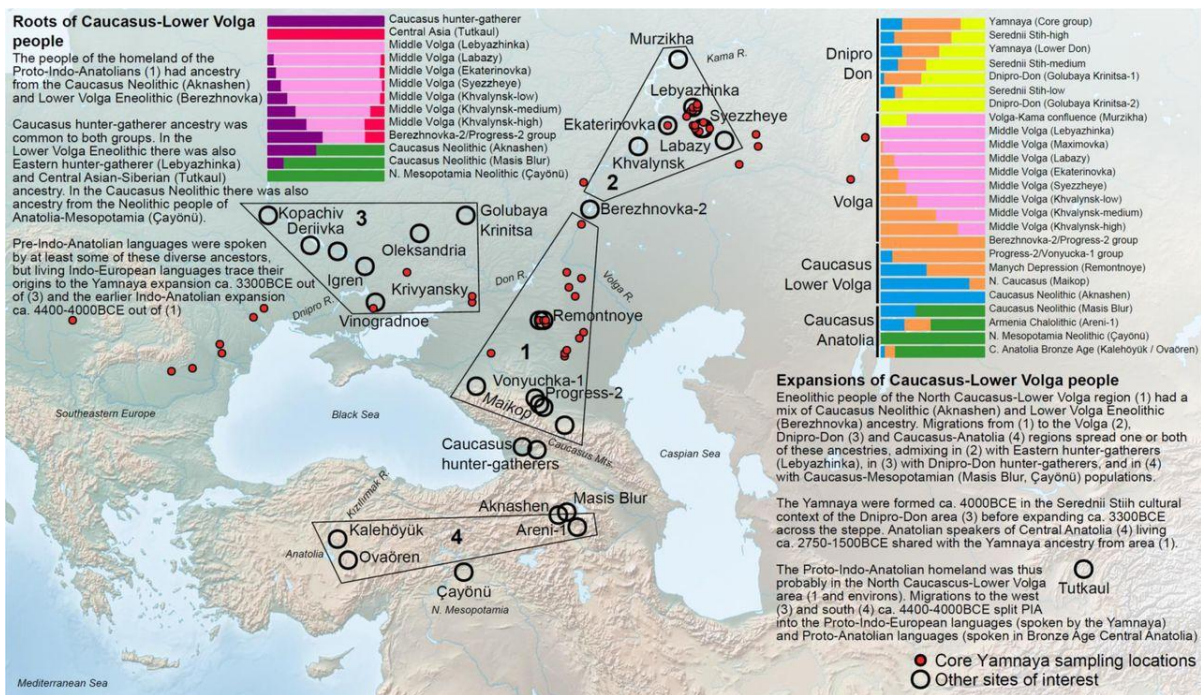 Roots of Caucasus-Lower Volga
people
The people of the homeland of the
Proto-Indo-Anatolians (1) had ancestry
from the Caucasus Neolithic (Aknashen)
and Lower Volga Eneolithic (Berezhnovka)
Caucasus hunter-gatherer ancestry was
common to both groups. In the
Lower Volga Eneolithic there was also
Eastern hunter-gatherer (Lebyazhinka)
and Central Asian-Siberian (Tutkaul)
ancestry. In the Caucasus Neolithic there was also
ancestry from the Neolithic people of
Anatolia-Mesopotamia (Çayönü).
Pre-Indo-Anatolian languages were spoken
by at least some of these diverse ancestors,
but living Indo-European languages trace their
origins to the Yamnaya expansion ca. 3300BCE out
of (3) and the earlier Indo-Anatolian expansion
ca. 4400-4000BCE out of (1)
Caucasus hunter-gatherer
Central Asia (Tutkaul)
Middle Volga (Lebyazhinka)
Middle Volga (Labazy)
Middle Volga (Ekaterinovka)
Middle Volga (Syezzheye)
Middle Volga (Khvalynsk-low)
Middle Volga (Khvalynsk-medium)
Middle Volga (Khvalynsk-high)
Berezhnovka-2/Progress-2 group
Caucasus Neolithic (Aknashen)
Caucasus Neolithic (Masis Blur)
N. Mesopotamia Neolithic (Çayönü)
Murzikha
Kama R.
Lebyazhinka
Ekaterinovka
Syezzheye
Labazy
Khvalynsk
2
Berezhnovka-2
Kopachiv
3
Golubaya
Krinitsa
Deriivka
Oleksandria
Igren
Krivyansky
Vinogradnoe
Dnipro R.
Don R.
Volga R.
Remontnoye
1
Vonyuchka-1
Progress-2
Maikop
Southeastern Europe
Black Sea
Caucasus
hunter-gatherers
Caucasus Mts.
Caspian Sea
Kızılırmak R.
Aknashen
Masis Blur
Areni-1
Kalehöyük
4
Anatolia
Ovaören
Çayönü
N. Mesopotamia
Mediterranean Sea
Dnipro
Don
Volga
Caucasus
Lower Volga
Caucasus
Anatolia
Yamnaya (Core group)
Serednii Stih-high
Yamnaya (Lower Don)
Serednii Stih-medium
Dnipro-Don (Golubaya Krinitsa-1)
Serednii Stih-low
Dnipro-Don (Golubaya Krinitsa-2)
Volga-Kama confluence (Murzikha)
Middle Volga (Lebyazhinka)
Middle Volga (Maximovka)
Middle Volga (Labazy)
Middle Volga (Ekaterinovka)
Middle Volga (Syezzheye)
Middle Volga (Khvalynsk-low)
Middle Volga (Khvalynsk-medium)
Middle Volga (Khvalynsk-high)
Berezhnovka-2/Progress-2 group
Progress-2/Vonyucka-1 group
Manych Depression (Remontnoye)
N. Caucasus (Maikop)
Caucasus Neolithic (Aknashen)
Caucasus Neolithic (Masis Blur)
Armenia Chalolithic (Areni-1)
N. Mesopotamia Neolithic (Çayönü)
C. Anatolia Bronze Age (Kalehöyük / Ovaören)
Expansions of Caucasus-Lower Volga people
Eneolithic people of the North Caucasus-Lower Volga region (1) had a
mix of Caucasus Neolithic (Aknashen) and Lower Volga Eneolithic
(Berezhnovka) ancestry. Migrations from (1) to the Volga (2),
Dnipro-Don (3) and Caucasus-Anatolia (4) regions spread one or both
of these ancestries, admixing in (2) with Eastern hunter-gatherers
(Lebyazhinka), in (3) with Dnipro-Don hunter-gatherers, and in (4)
with Caucasus-Mesopotamian (Masis Blur, Çayönü) populations.
The Yamnaya were formed ca. 4000BCE in the Serednii Stiih cultural
context of the Dnipro-Don area (3) before expanding ca. 3300BCE
across the steppe. Anatolian speakers of Central Anatolia (4) living
ca. 2750-1500BCE shared with the Yamnaya ancestry from area (1).
The Proto-Indo-Anatolian homeland was thus
probably in the North Caucascus-Lower Volga
area (1 and environs). Migrations to the west
(3) and south (4) ca. 4400-4000BCE split PIA
into the Proto-Indo-European languages (spoken by the Yamnaya)
and Proto-Anatolian languages (spoken in Bronze Age Central Anatolia)
Tutkaul
Core Yamnaya sampling locations
Other sites of interest